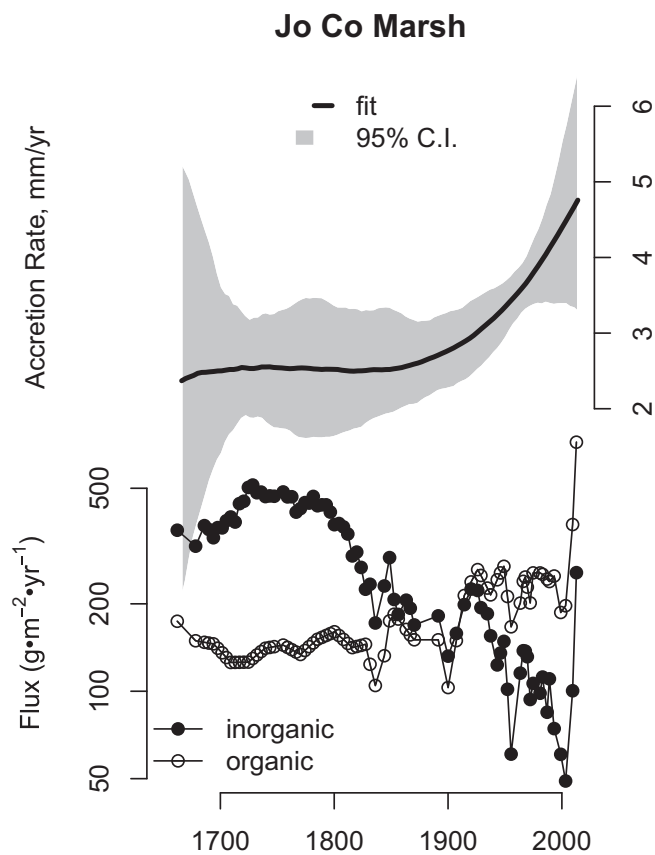 Jo Co Marsh
fit
95% C.I.
Accretion Rate, mm/yr
6
5
4
3
2
Flux (g•m⁻²•yr⁻¹)
500
200
100
50
inorganic
organic
1700 1800 1900 2000